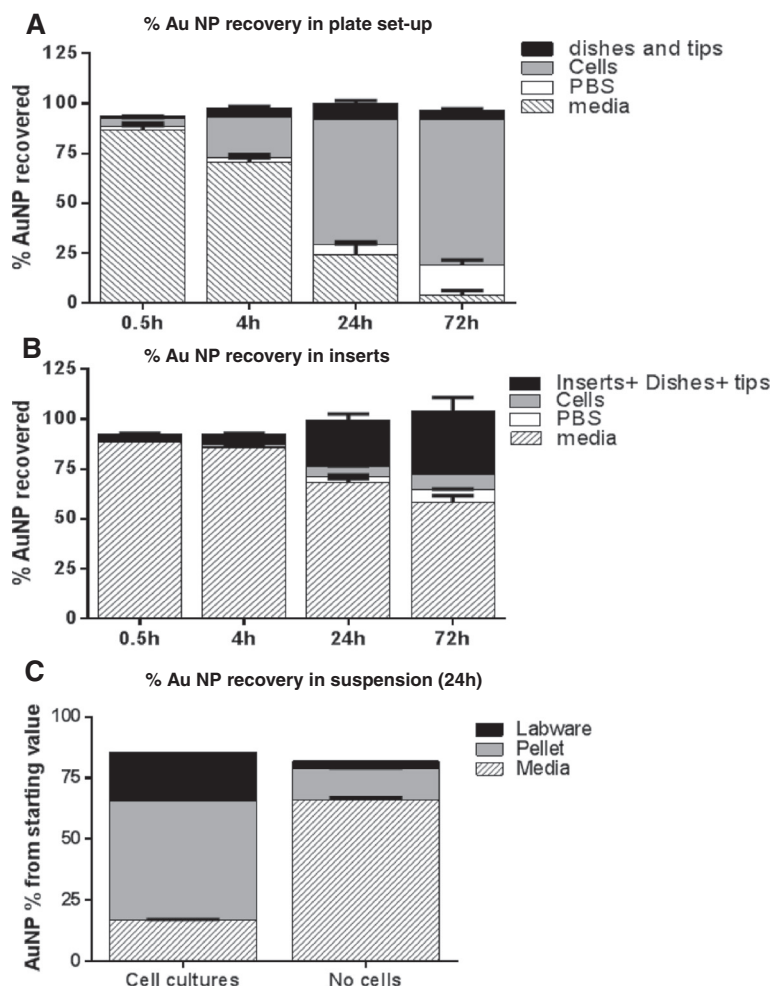 A
% Au NP recovery in plate set-up
% AuNP recovered
125
100
75
50
25
0
0.5h 4h 24h 72h
dishes and tips
Cells
PBS
media
B
% Au NP recovery in inserts
% AuNP recovered
125
100
75
50
25
0
0.5h 4h 24h 72h
Inserts+ Dishes+ tips
Cells
PBS
media
C
% Au NP recovery in suspension (24h)
AuNP % from starting value
100
75
50
25
0
Cell cultures No cells
Labware
Pellet
Media